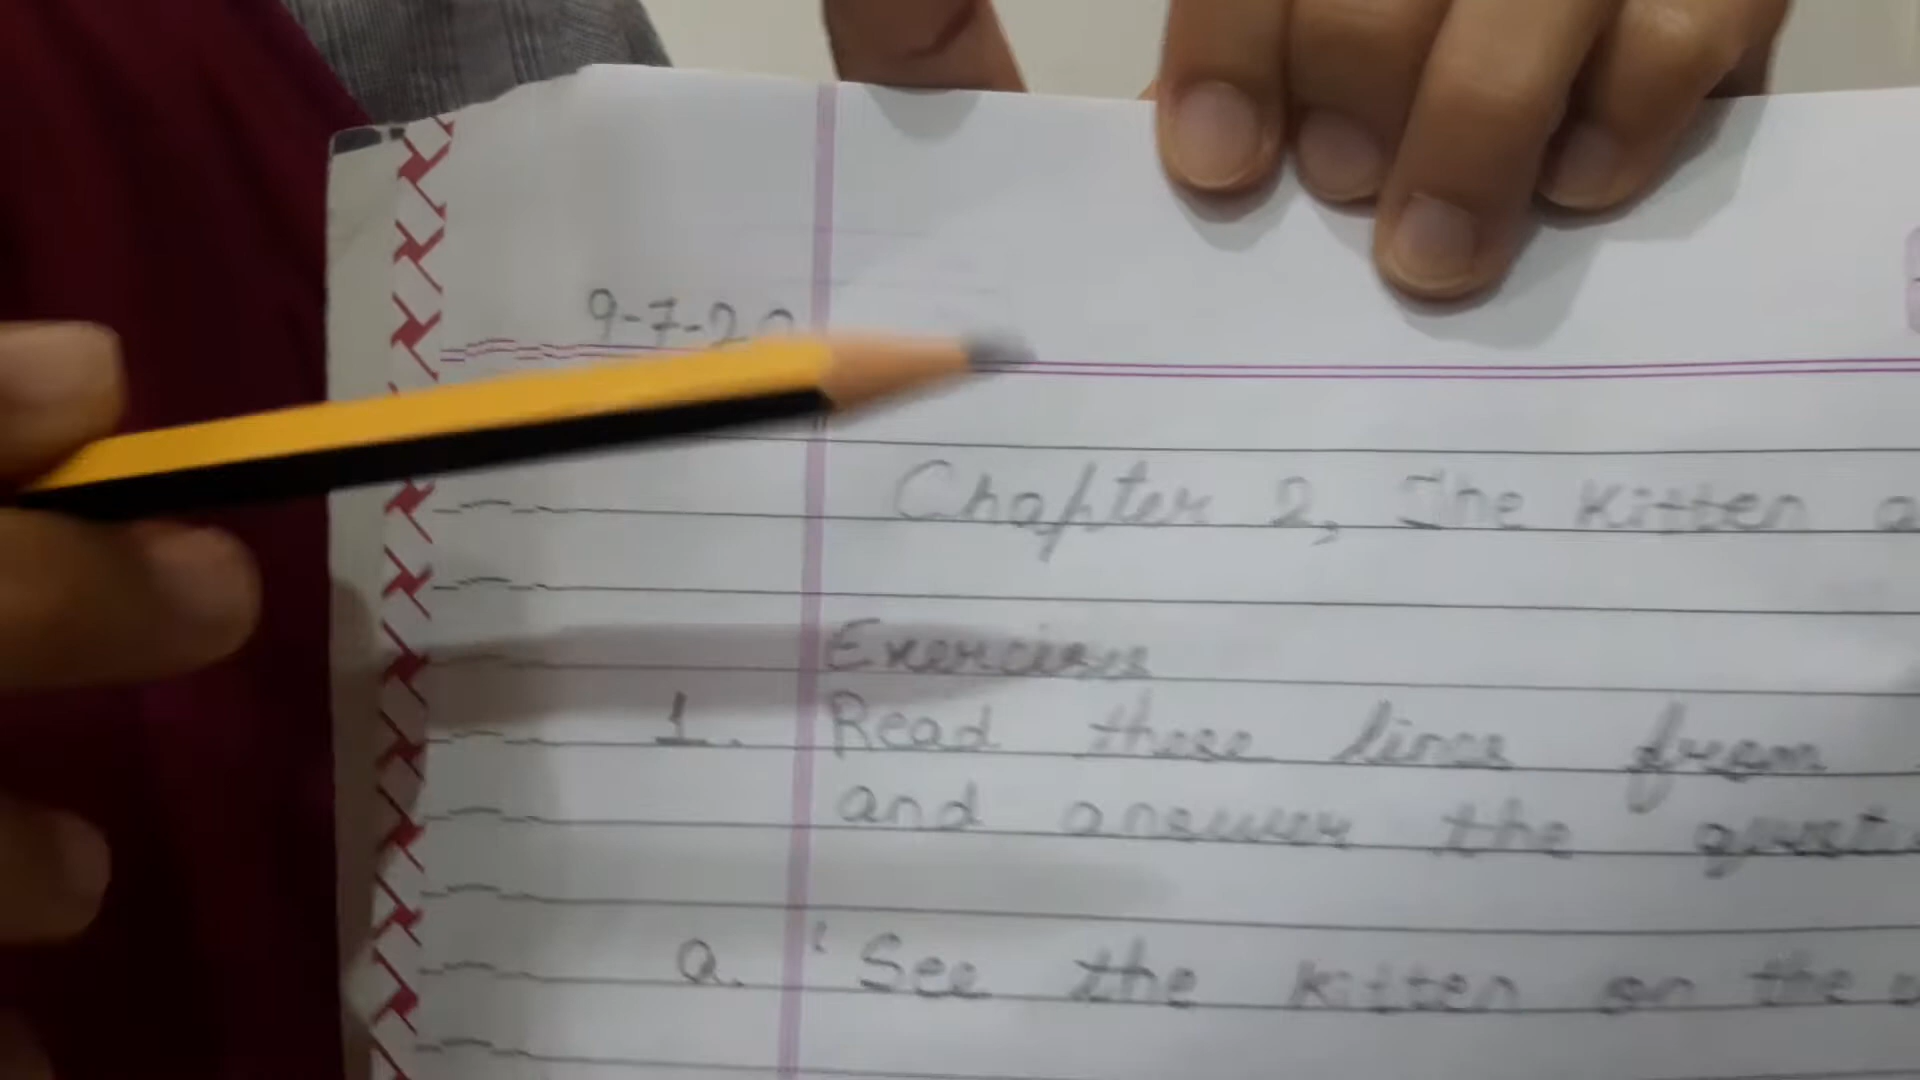 9-7-20
Chapter 2, The Kitten a
Exercises
1. Read these lines from
and answer the questi
a. 'See the Kitten on the